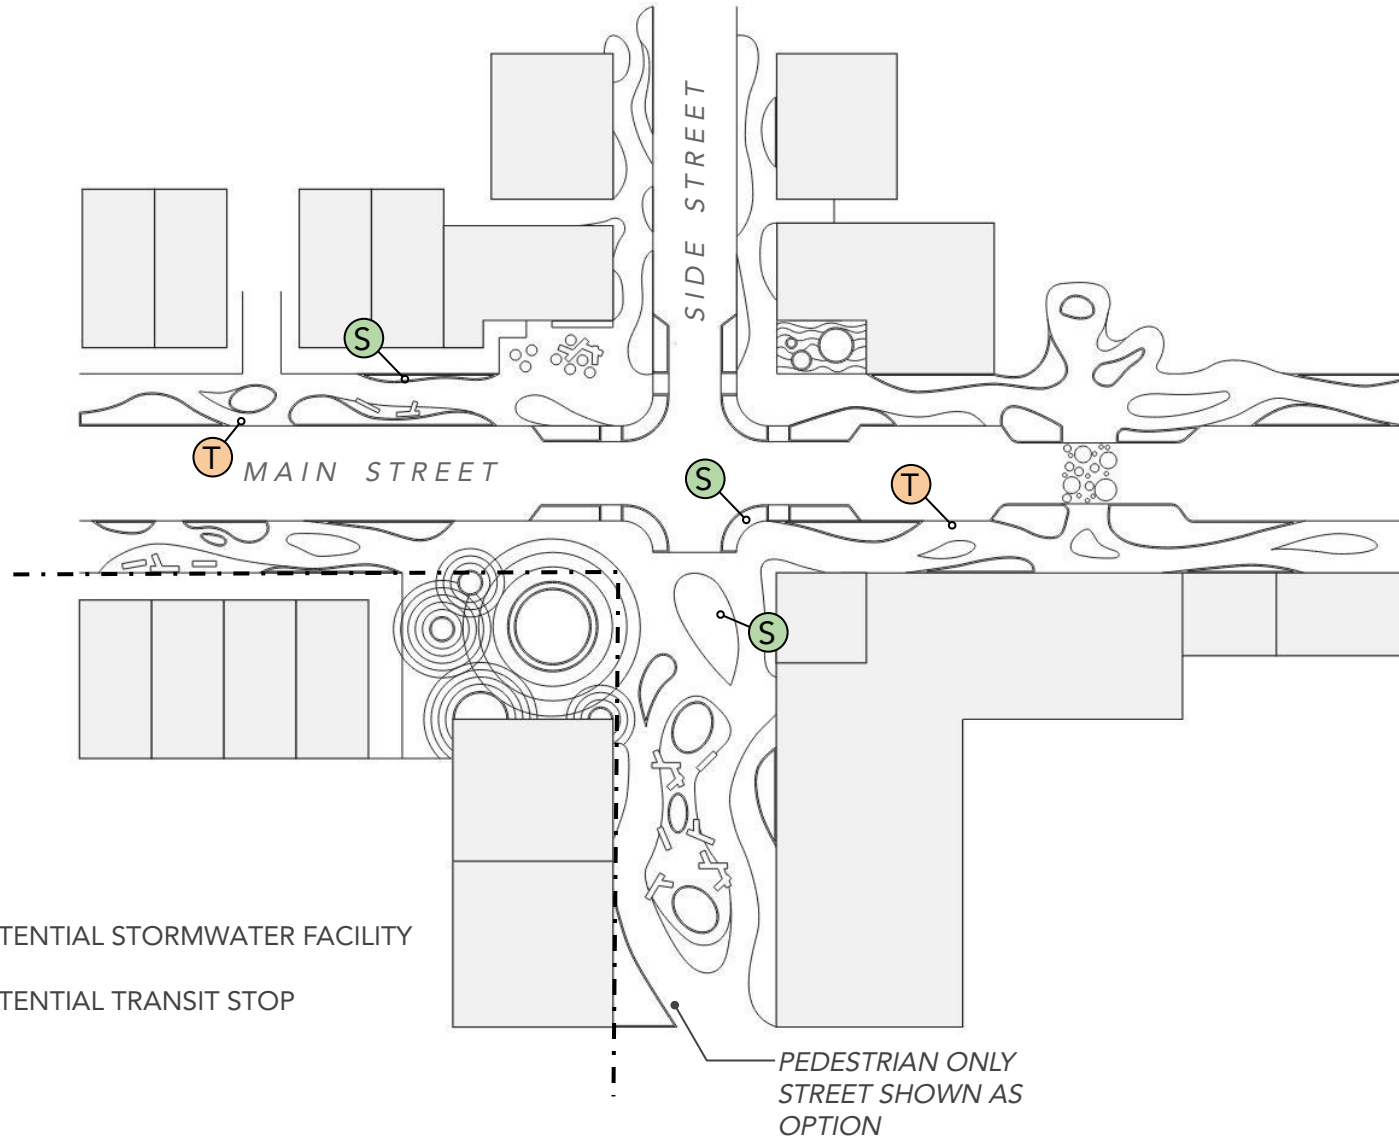 SIDE STREET
S
T
MAIN STREET
S
T
S
TENTIAL STORMWATER FACILITY
TENTIAL TRANSIT STOP
PEDESTRIAN ONLY
STREET SHOWN AS
OPTION